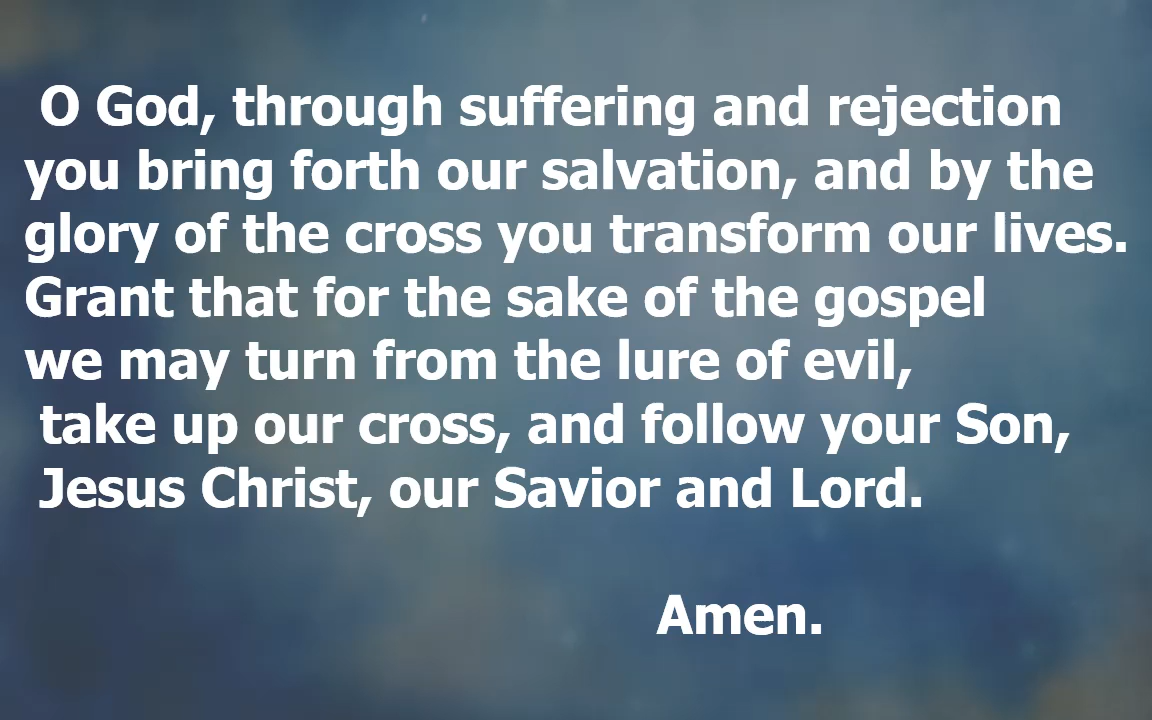 O God, through suffering and rejection
you bring forth our salvation, and by the
glory of the cross you transform our lives.
Grant that for the sake of the gospel
we may turn from the lure of evil,
take up our cross, and follow your Son,
Jesus Christ, our Savior and Lord.
Amen.